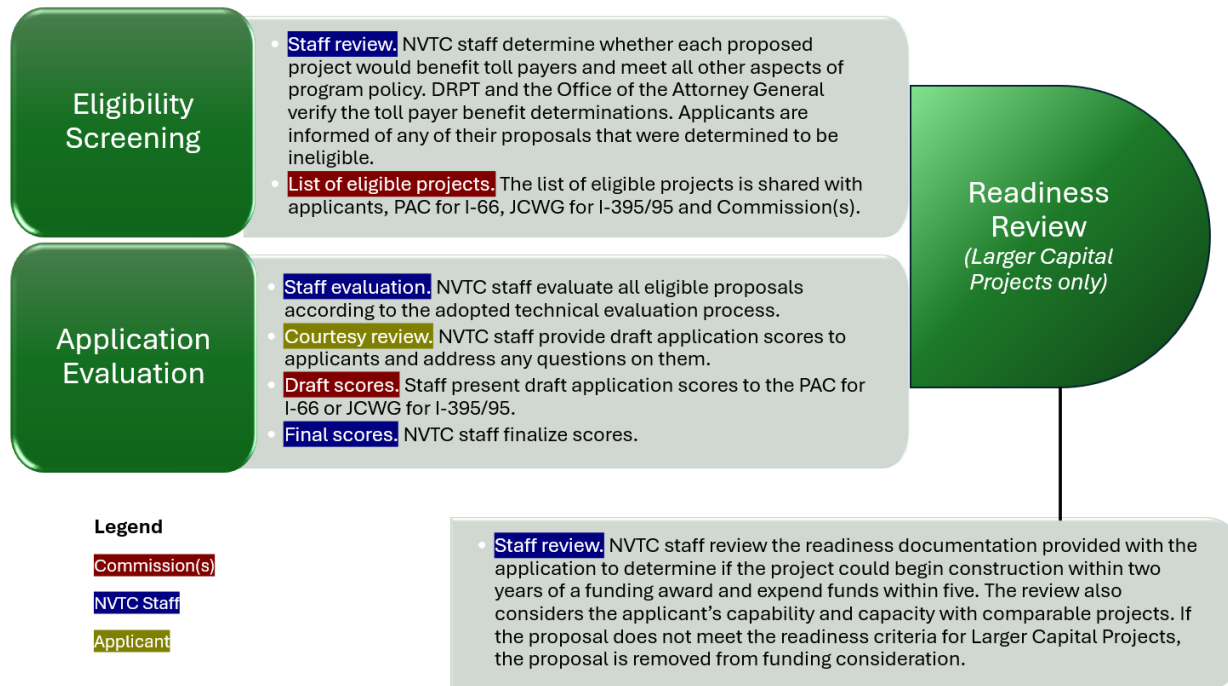 Eligibility
Screening
• Staff review. NVTC staff determine whether each proposed
project would benefit toll payers and meet all other aspects of
program policy. DRPT and the Office of the Attorney General
verify the toll payer benefit determinations. Applicants are
informed of any of their proposals that were determined to be
ineligible.
• List of eligible projects. The list of eligible projects is shared with
applicants, PAC for I-66, JCWG for I-395/95 and Commission(s).
Application
Evaluation
• Staff evaluation. NVTC staff evaluate all eligible proposals
according to the adopted technical evaluation process.
• Courtesy review. NVTC staff provide draft application scores to
applicants and address any questions on them.
• Draft scores. Staff present draft application scores to the PAC for
I-66 or JCWG for I-395/95.
• Final scores. NVTC staff finalize scores.
Readiness
Review
(Larger Capital
Projects only)
• Staff review. NVTC staff review the readiness documentation provided with the
application to determine if the project could begin construction within two
years of a funding award and expend funds within five. The review also
considers the applicant’s capability and capacity with comparable projects. If
the proposal does not meet the readiness criteria for Larger Capital Projects,
the proposal is removed from funding consideration.
Legend
Commission(s)
NVTC Staff
Applicant